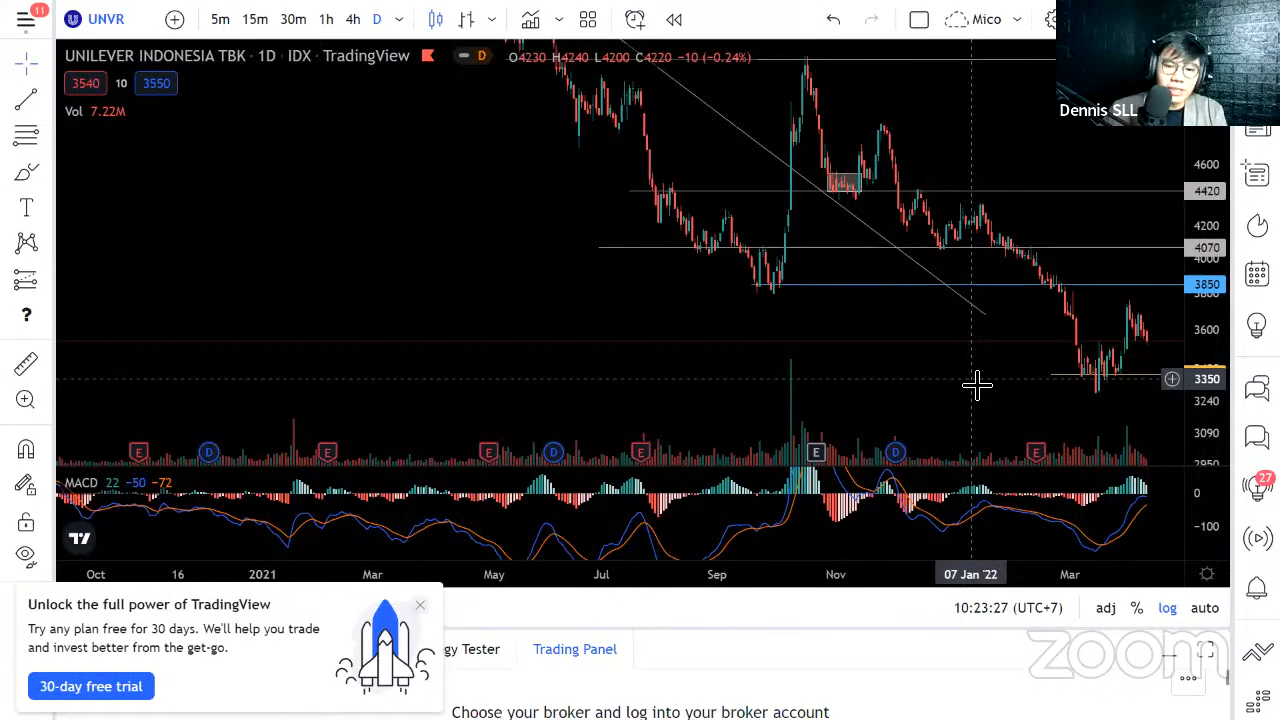 11
UNVR
5m 15m 30m 1h 4h D
Mico
UNILEVER INDONESIA TBK · 1D · IDX · TradingView
D
O4230 H4240 L4200 C4220 −10 (−0.24%)
3540 10 3550
Vol 7.22M
Dennis SLL
4600
4420
4200
4070
4000
3850
3800
3600
3350
3240
3090
2950
E D E E D E E D E
MACD 22 −50 −72
0
−100
27
Oct 16 2021 Mar May Jul Sep Nov 07 Jan '22 Mar
10:23:27 (UTC+7) adj % log auto
Unlock the full power of TradingView
Try any plan free for 30 days. We'll help you trade
and invest better from the get-go.
30-day free trial
gy Tester Trading Panel
zoom
Choose your broker and log into your broker account